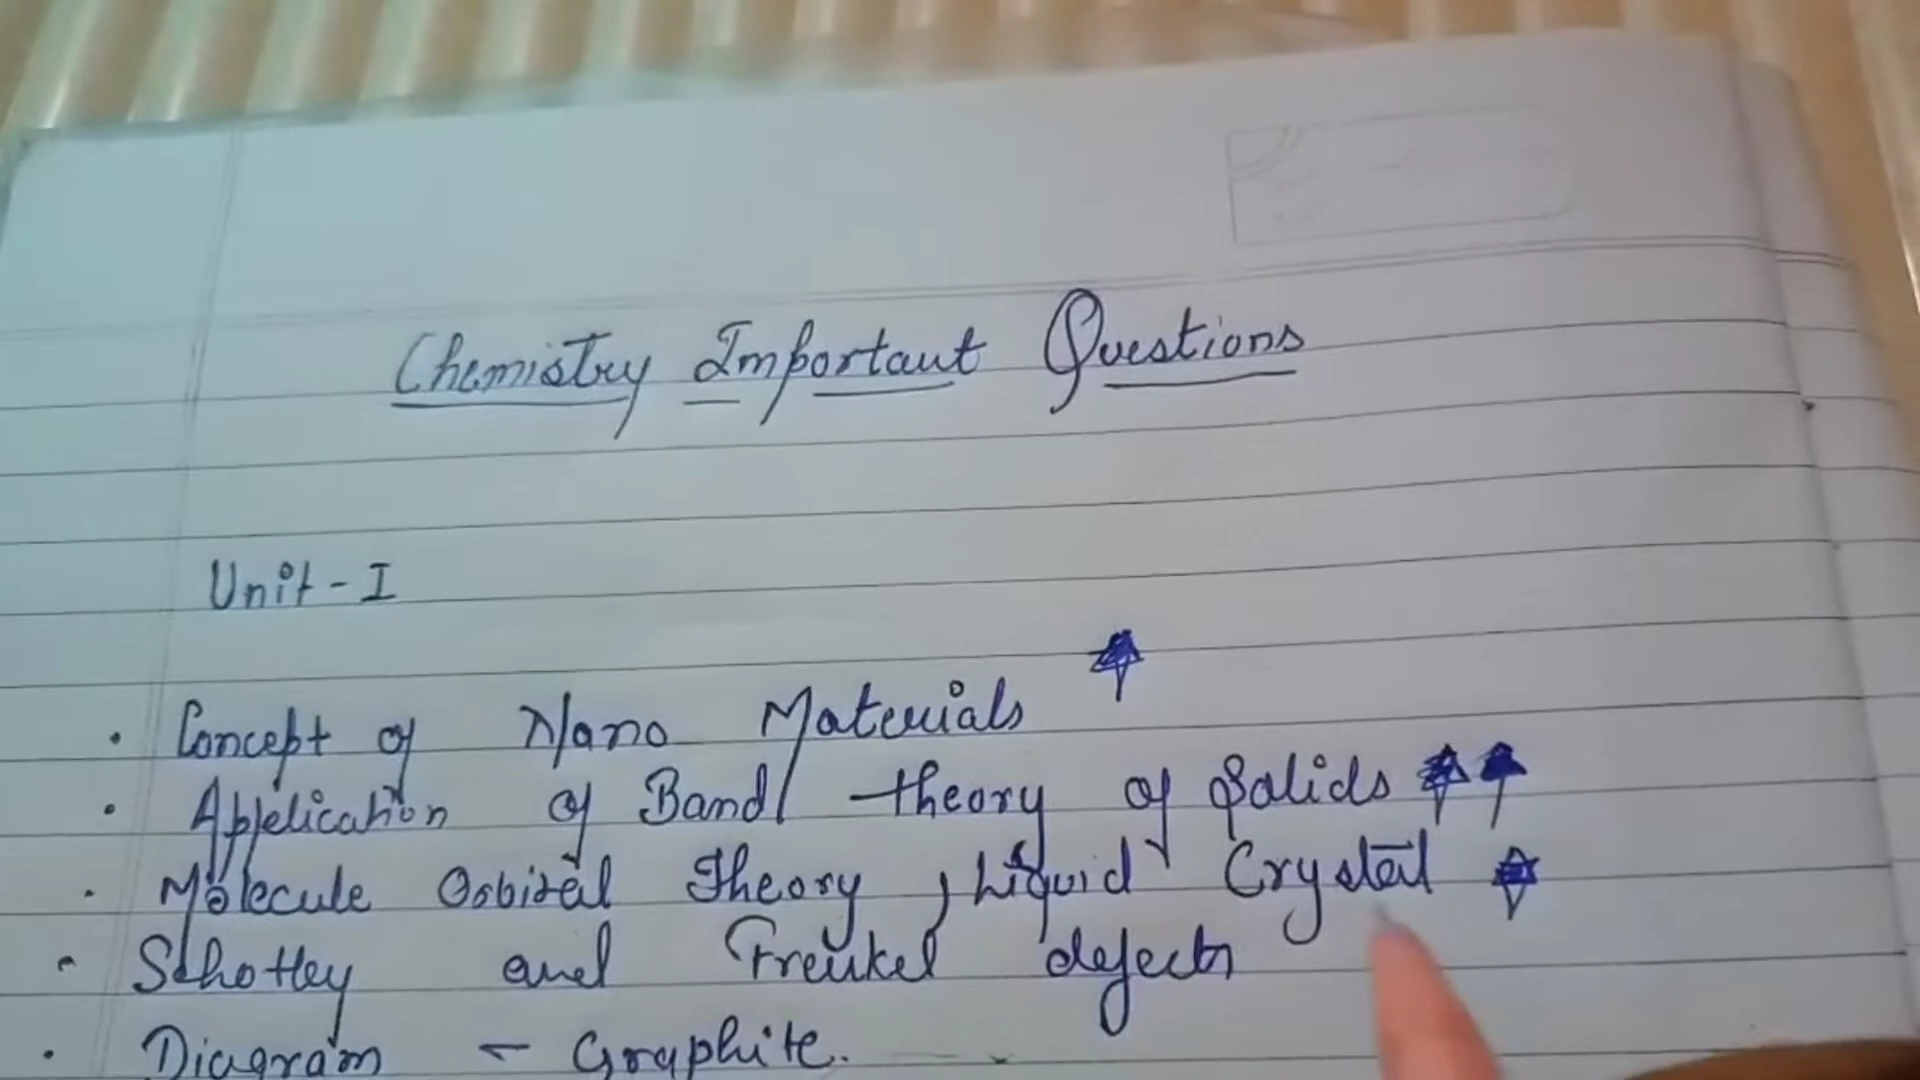 Chemistry Important Questions
Unit - I
• Concept of Nano Materials
• Application of Band theory of Solids
• Molecule Orbital Theory, Liquid Crystal
• Schottey and Frenkel defects
• Diagram - Graphite.